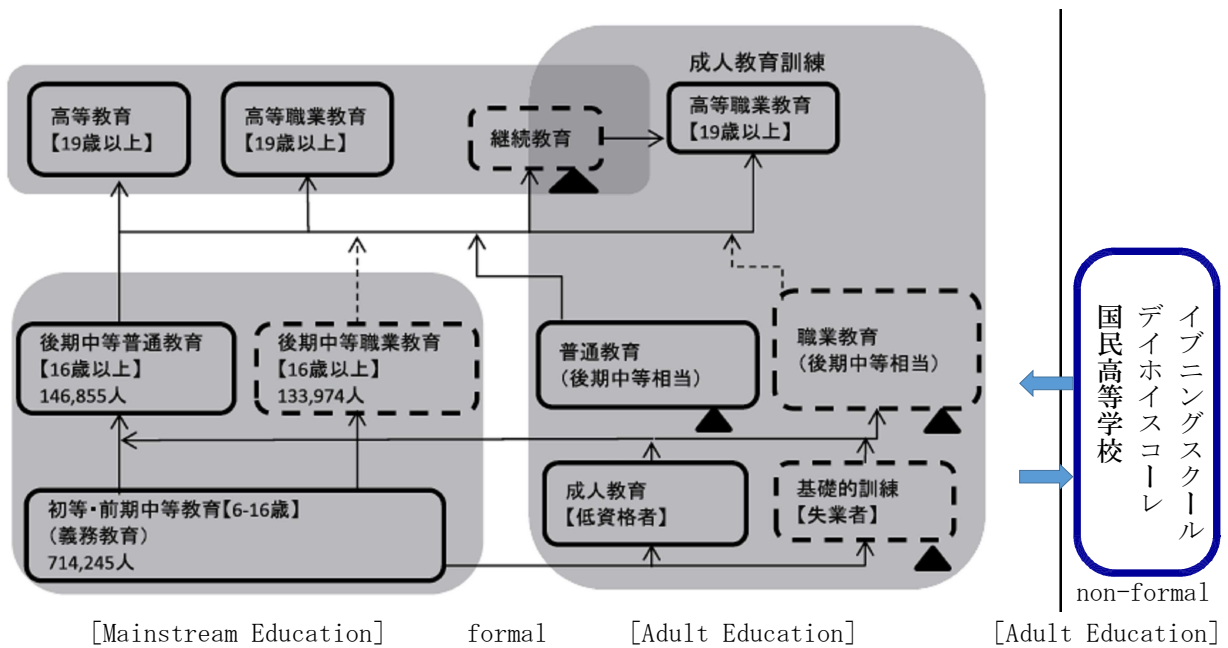 成人教育訓練
高等教育
【19歳以上】
高等職業教育
【19歳以上】
継続教育
高等職業教育
【19歳以上】
後期中等普通教育
【16歳以上】
146,855人
後期中等職業教育
【16歳以上】
133,974人
普通教育
（後期中等相当）
職業教育
（後期中等相当）
初等・前期中等教育【6-16歳】
（義務教育）
714,245人
成人教育
【低資格者】
基礎的訓練
【失業者】
イブニングスクール
デイホイスコーレ
国民高等学校
non-formal
[Mainstream Education]
formal
[Adult Education]
[Adult Education]